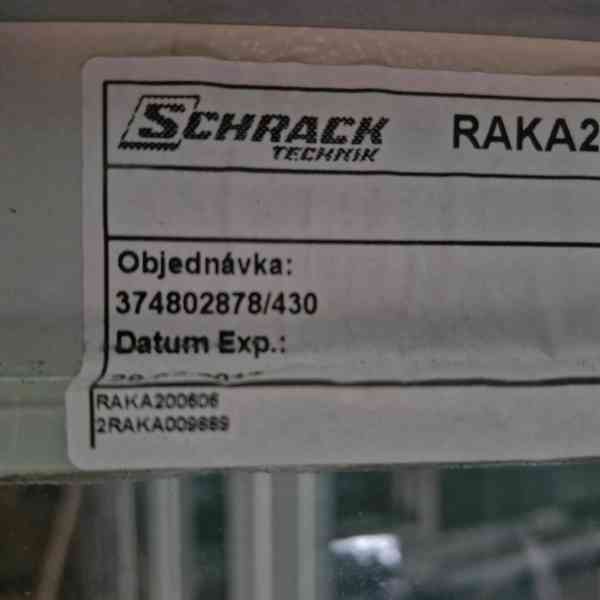 SCHRACK RAKA2
TECHNIK
Objednávka:
374802878/430
Datum Exp.:
RAKA200606
2RAKA009889